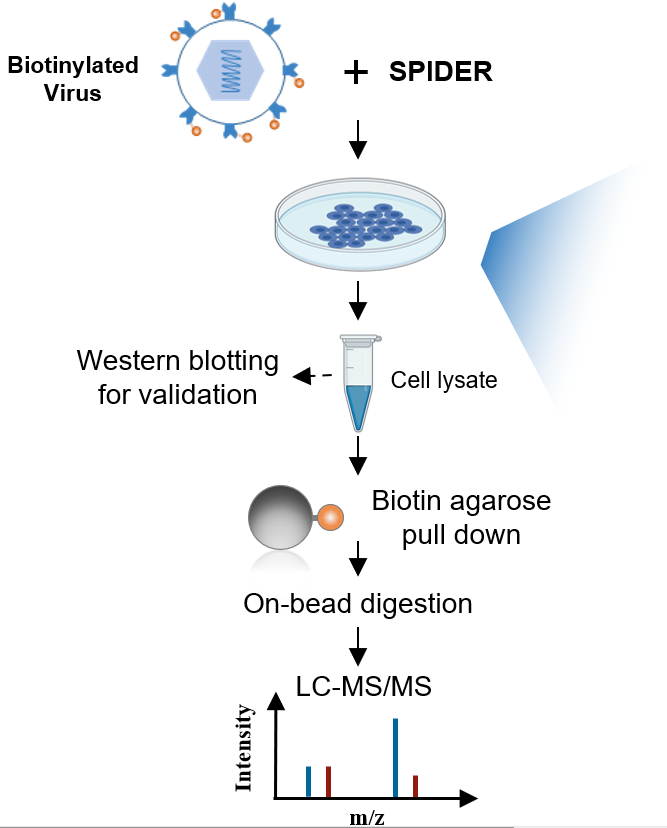 Biotinylated
Virus
+ SPIDER
Western blotting
for validation
Cell lysate
Biotin agarose
pull down
On-bead digestion
LC-MS/MS
Intensity
m/z